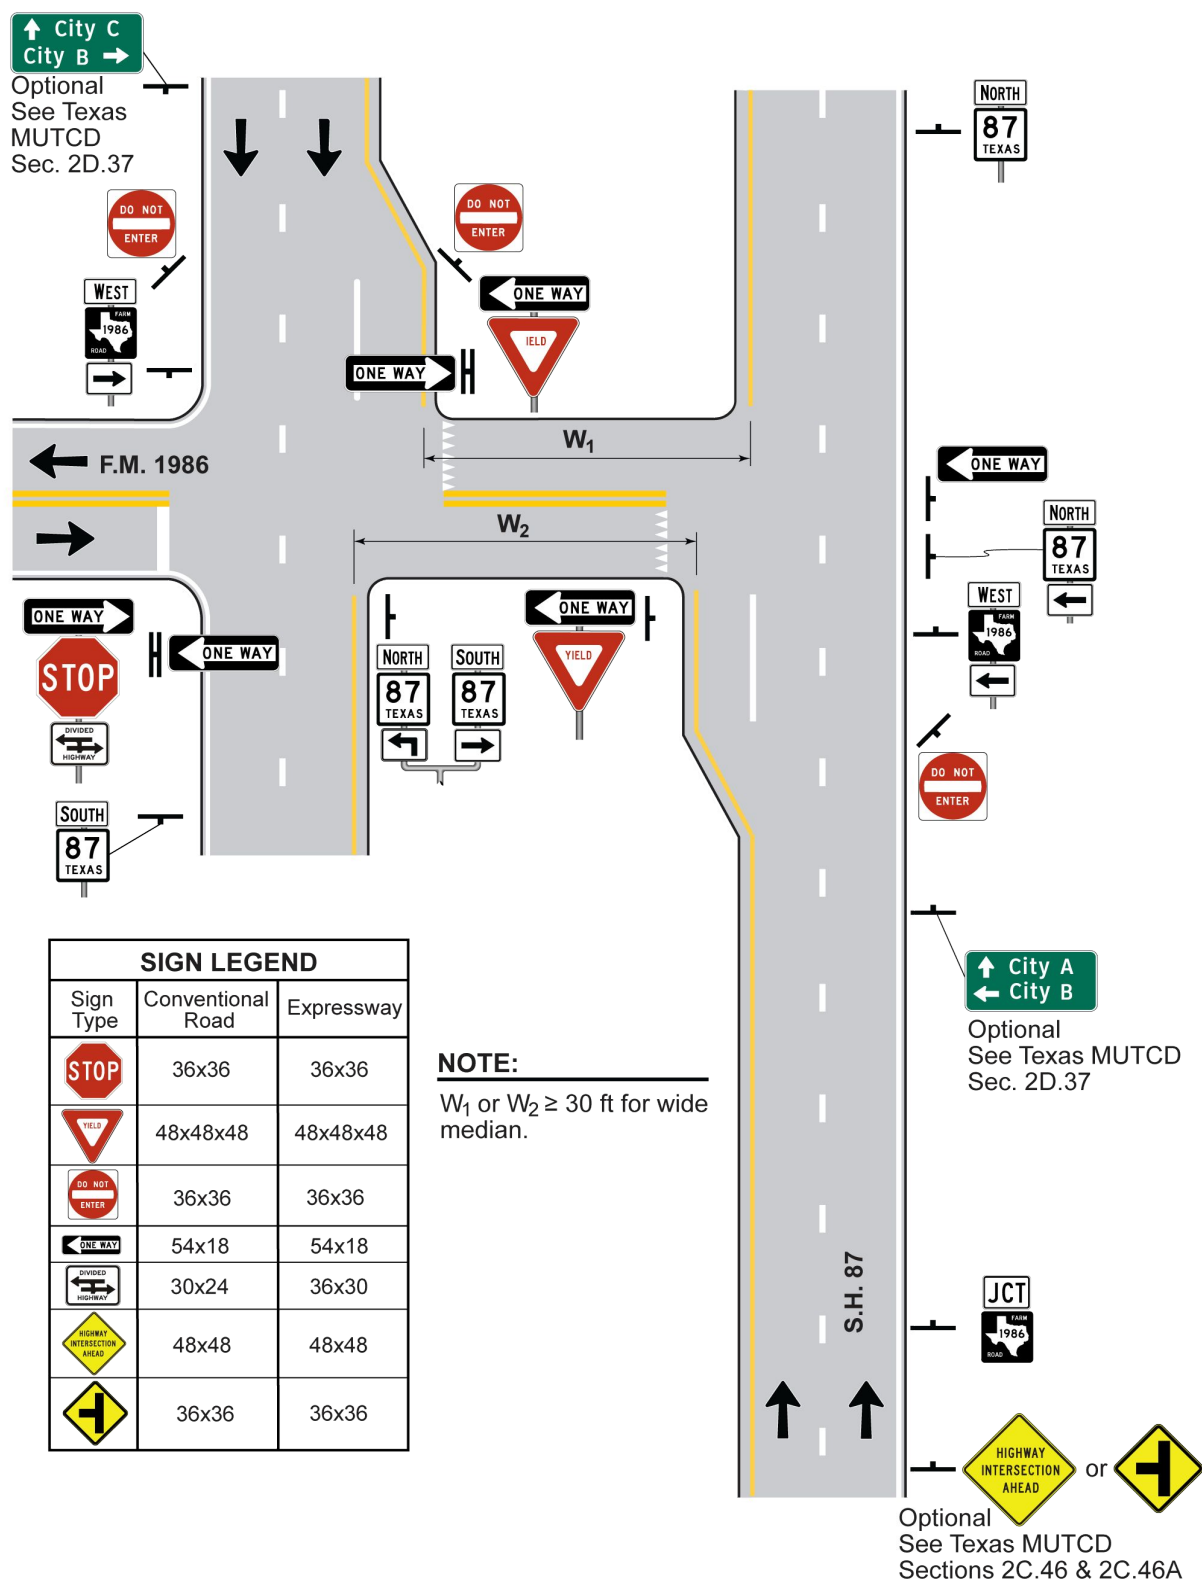 City C
City B
Optional
See Texas
MUTCD
Sec. 2D.37
NORTH
87
TEXAS
DO NOT
ENTER
DO NOT
ENTER
WEST
FARM
1986
ROAD
ONE WAY
IELD
ONE WAY
W1
F.M. 1986
W2
ONE WAY
NORTH
87
TEXAS
WEST
FARM
1986
ROAD
ONE WAY
STOP
DIVIDED
HIGHWAY
ONE WAY
NORTH
87
TEXAS
SOUTH
87
TEXAS
ONE WAY
YIELD
DO NOT
ENTER
SOUTH
87
TEXAS
City A
City B
Optional
See Texas MUTCD
Sec. 2D.37
SIGN LEGEND
Sign Type
Conventional Road
Expressway
STOP
36x36
36x36
YIELD
48x48x48
48x48x48
DO NOT
ENTER
36x36
36x36
ONE WAY
54x18
54x18
DIVIDED
HIGHWAY
30x24
36x30
HIGHWAY
INTERSECTION
AHEAD
48x48
48x48
36x36
36x36
NOTE:
W1 or W2 ≥ 30 ft for wide
median.
S.H. 87
JCT
FARM
1986
ROAD
HIGHWAY
INTERSECTION
AHEAD
or
Optional
See Texas MUTCD
Sections 2C.46 & 2C.46A